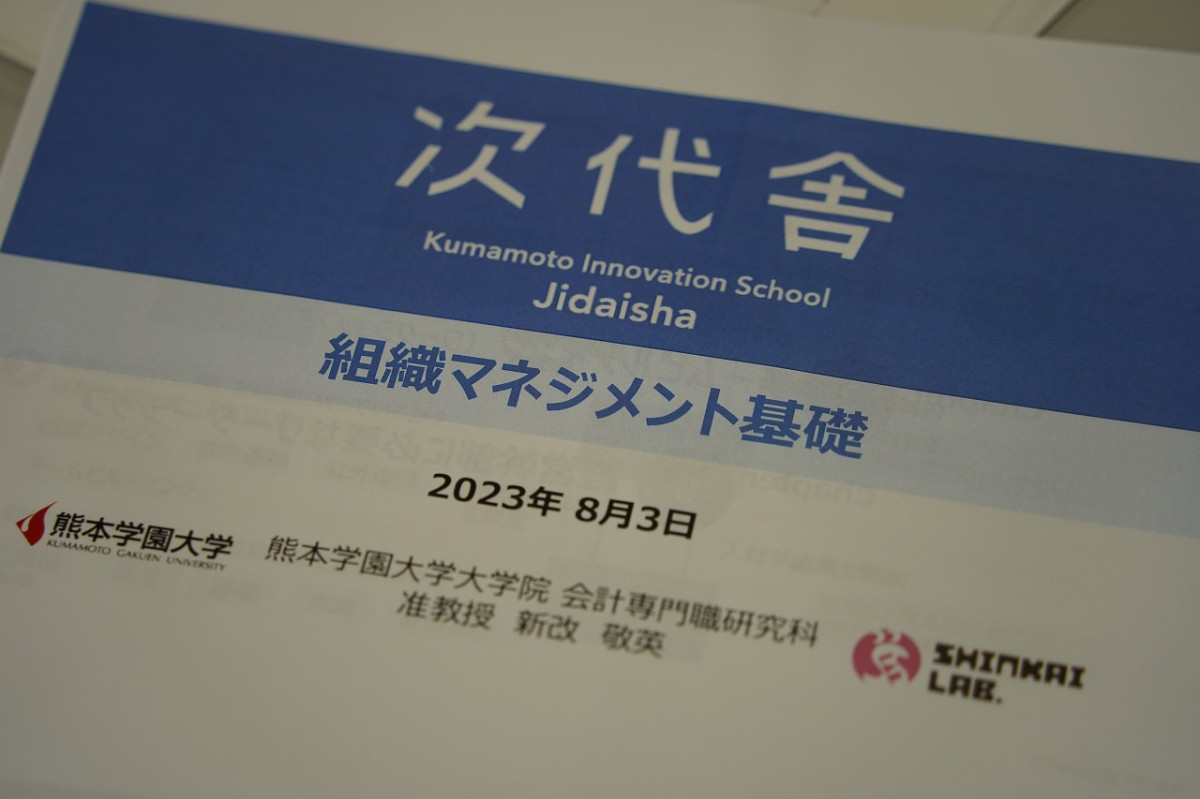 次代舎
Kumamoto Innovation School
Jidaisha
組織マネジメント基礎
2023年 8月3日
熊本学園大学
KUMAMOTO GAKUEN UNIVERSITY
熊本学園大学大学院 会計専門職研究科
准教授 新改 敬英
SHINKAI
LAB.